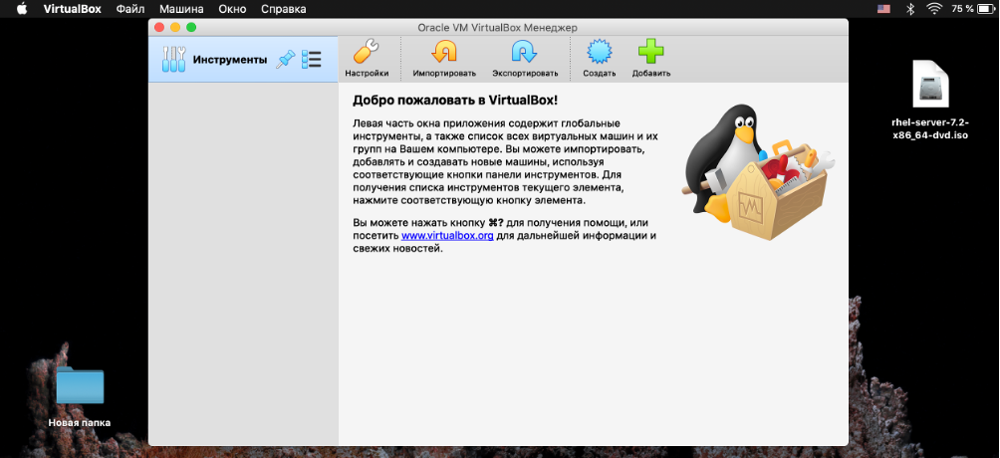 VirtualBox Файл Машина Окно Справка 75 %
Oracle VM VirtualBox Менеджер
Инструменты
Настройки Импортировать Экспортировать Создать Добавить
Добро пожаловать в VirtualBox!
Левая часть окна приложения содержит глобальные
инструменты, а также список всех виртуальных машин и их
групп на Вашем компьютере. Вы можете импортировать,
добавлять и создавать новые машины, используя
соответствующие кнопки панели инструментов. Для
получения списка инструментов текущего элемента,
нажмите соответствующую кнопку элемента.
Вы можете нажать кнопку ⌘? для получения помощи, или
посетить www.virtualbox.org для дальнейшей информации и
свежих новостей.
rhel-server-7.2-
x86_64-dvd.iso
Новая папка